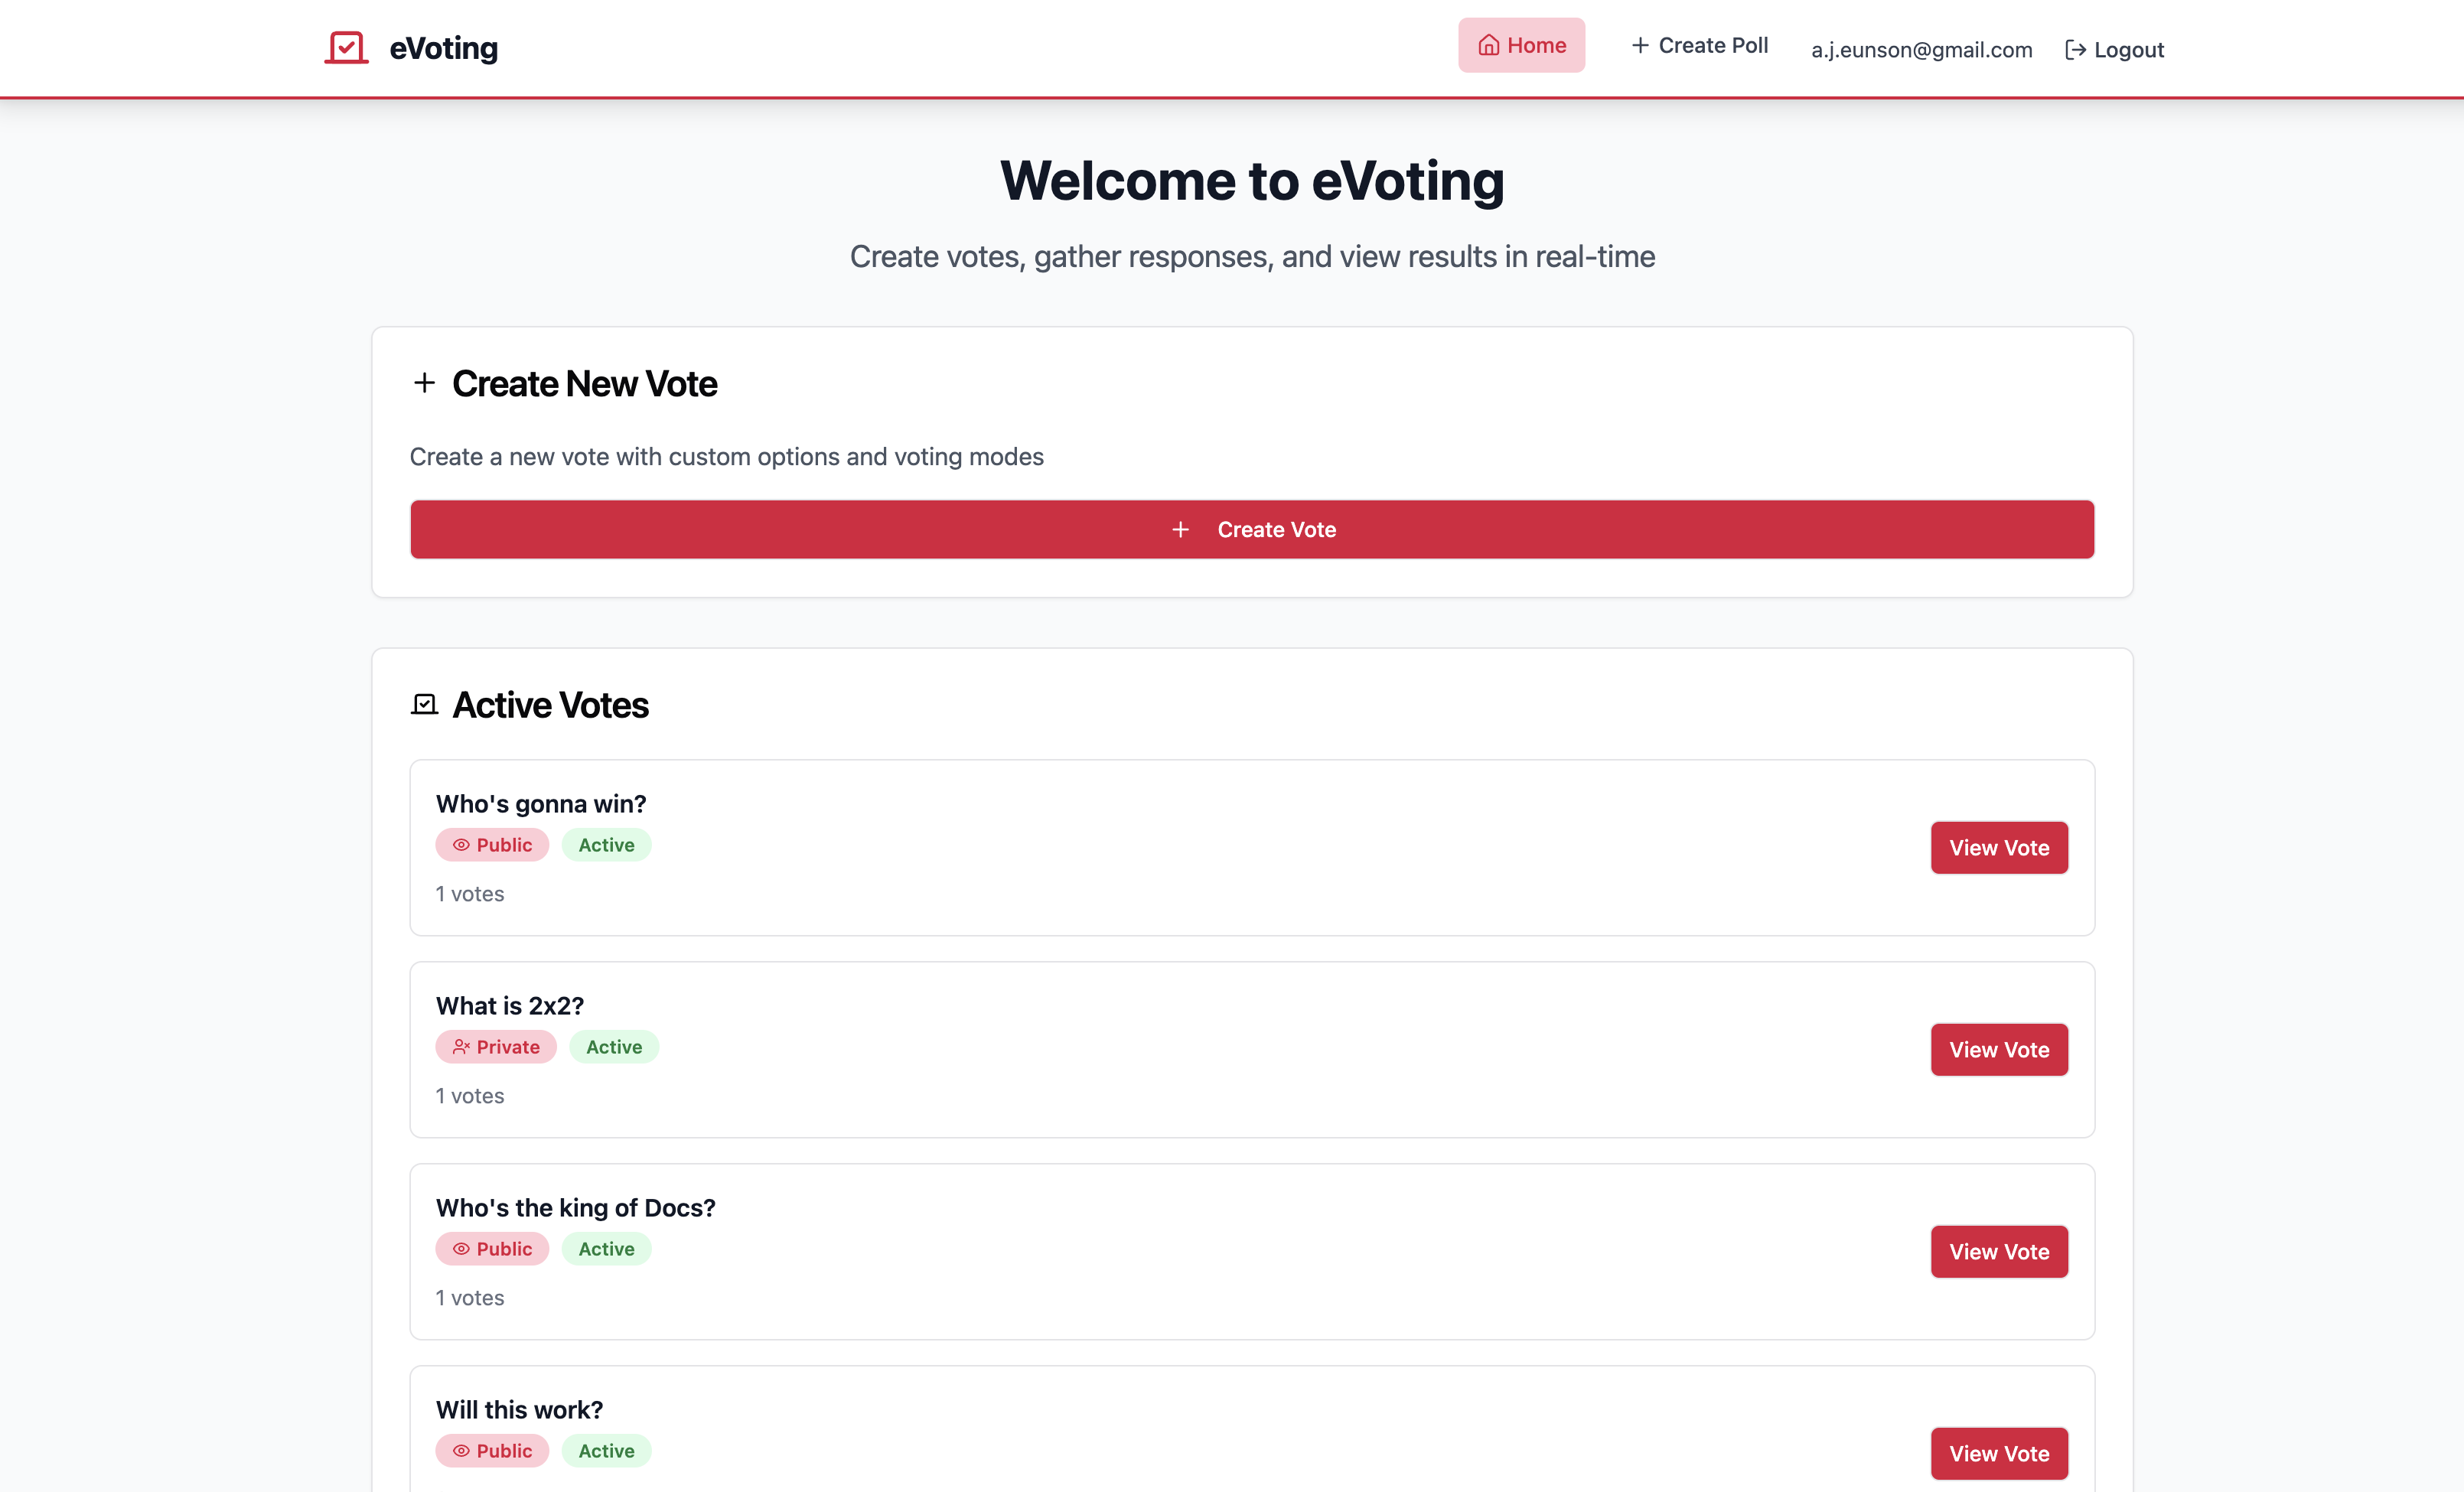 eVoting
Home
Create Poll
a.j.eunson@gmail.com
Logout
Welcome to eVoting
Create votes, gather responses, and view results in real-time
Create New Vote
Create a new vote with custom options and voting modes
Create Vote
Active Votes
Who's gonna win?
Public
Active
1 votes
View Vote
What is 2x2?
Private
Active
1 votes
View Vote
Who's the king of Docs?
Public
Active
1 votes
View Vote
Will this work?
Public
Active
View Vote